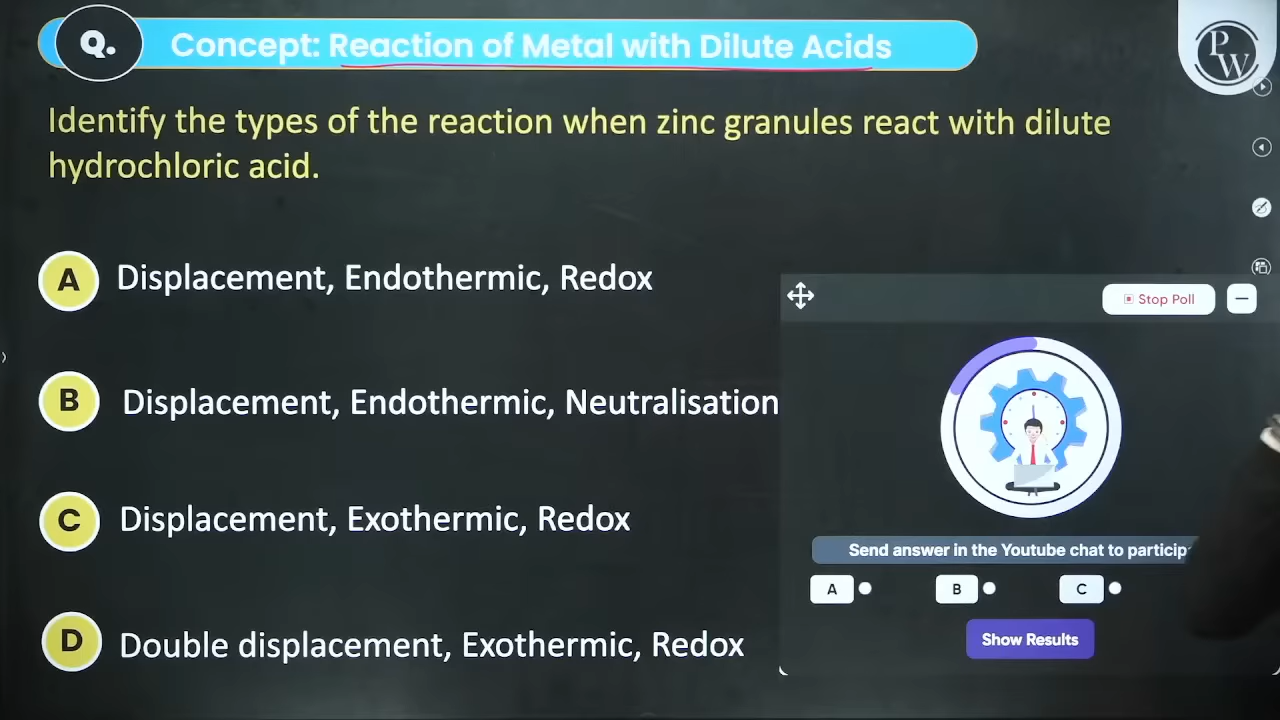 Q.
Concept: Reaction of Metal with Dilute Acids
PW
Identify the types of the reaction when zinc granules react with dilute
hydrochloric acid.
A Displacement, Endothermic, Redox
B Displacement, Endothermic, Neutralisation
C Displacement, Exothermic, Redox
D Double displacement, Exothermic, Redox
Stop Poll
Send answer in the Youtube chat to
A
B
C
Show Results